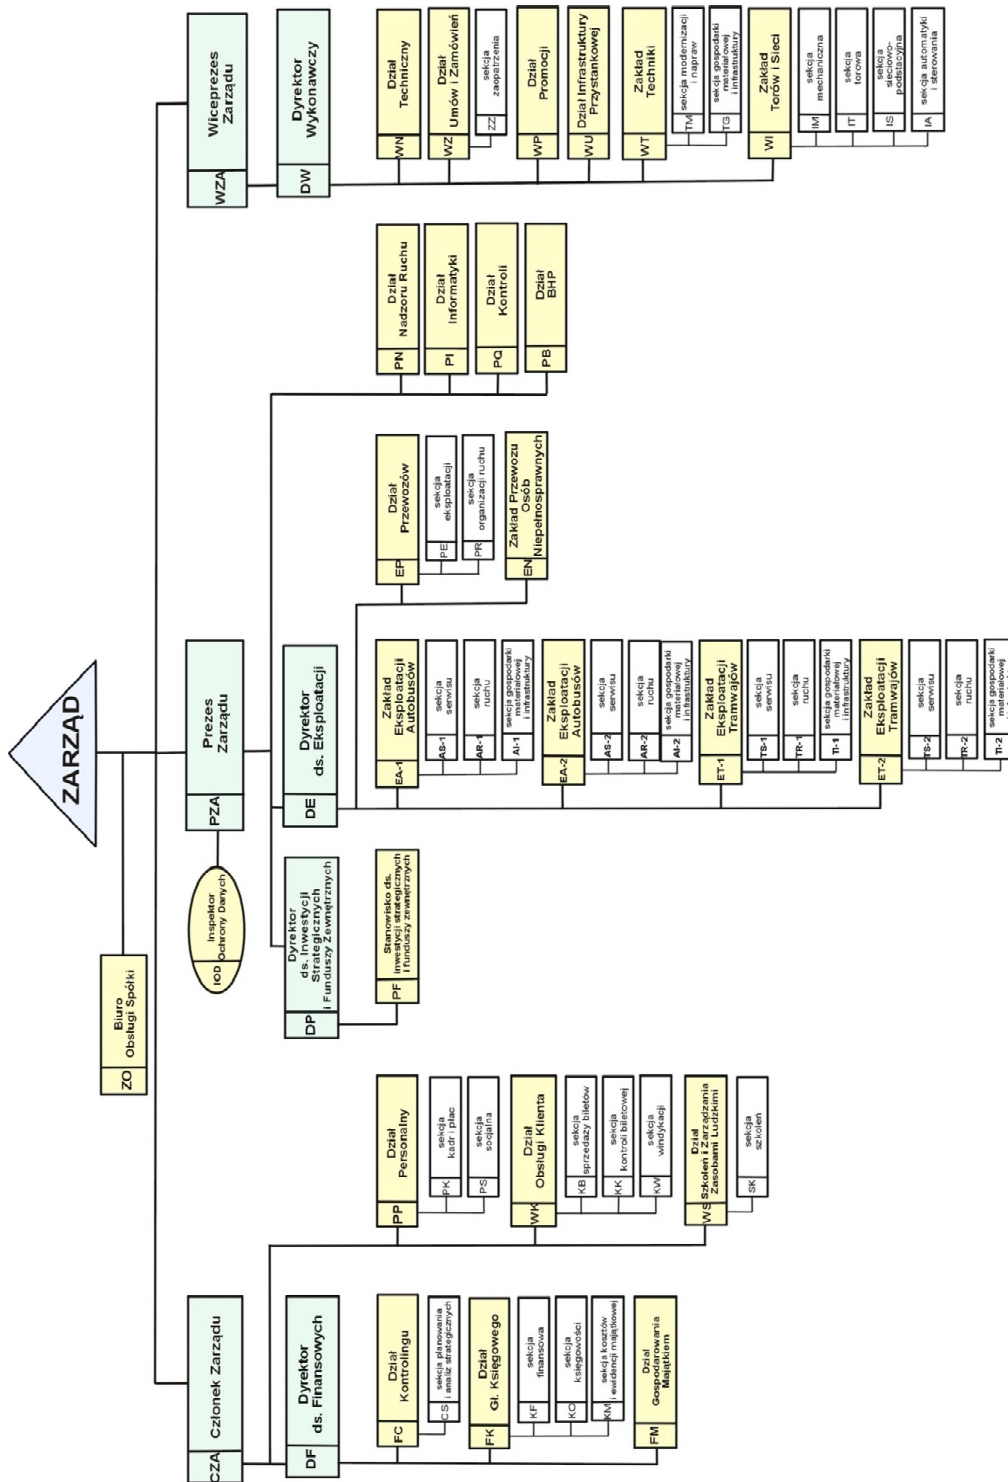 ZARZĄD
ZO
Biuro
Obsługi Spółki
CZA
Członek Zarządu
DF
Dyrektor
ds. Finansowych
FC
Dział
Kontrolingu
CS
sekcja planowania
i analiz strategicznych
FK
Dział
Gł. Księgowego
KF
sekcja
finansowa
KO
sekcja
księgowości
KM
sekcja kosztów
i ewidencji majątkowej
FM
Dział
Gospodarowania
Majątkiem
PP
Dział
Personalny
PK
sekcja
kadr i płac
PS
sekcja
socjalna
WK
Dział
Obsługi Klienta
KB
sekcja
sprzedaży biletów
KK
sekcja
kontroli biletowej
KW
sekcja
windykacji
WS
Dział
Szkoleń i Zarządzania
Zasobami Ludzkimi
SK
sekcja
szkoleń
PZA
Prezes
Zarządu
IOD
Inspektor
Ochrony Danych
DP
Dyrektor
ds. Inwestycji
Strategicznych
i Funduszy Zewnętrznych
PF
Stanowisko ds.
inwestycji strategicznych
i funduszy zewnętrznych
DE
Dyrektor
ds. Eksploatacji
EA-1
Zakład
Eksploatacji
Autobusów
AS-1
sekcja
serwisu
AR-1
sekcja
ruchu
AI-1
sekcja gospodarki
materiałowej
i infrastruktury
EA-2
Zakład
Eksploatacji
Autobusów
AS-2
sekcja
serwisu
AR-2
sekcja
ruchu
AI-2
sekcja gospodarki
materiałowej
i infrastruktury
ET-1
Zakład
Eksploatacji
Tramwajów
TS-1
sekcja
serwisu
TR-1
sekcja
ruchu
TI-1
sekcja gospodarki
materiałowej
i infrastruktury
ET-2
Zakład
Eksploatacji
Tramwajów
TS-2
sekcja
serwisu
TR-2
sekcja
ruchu
TI-2
sekcja gospodarki
EP
Dział
Przewozów
PE
sekcja
eksploatacji
PR
sekcja
organizacji ruchu
EN
Zakład Przewozu
Osób
Niepełnosprawnych
PN
Dział
Nadzoru Ruchu
PI
Dział
Informatyki
PQ
Dział
Kontroli
PB
Dział
BHP
WZA
Wiceprezes
Zarządu
DW
Dyrektor
Wykonawczy
WN
Dział
Techniczny
WZ
Dział
Umów i Zamówień
ZZ
sekcja
zaopatrzenia
WP
Dział
Promocji
WU
Dział Infrastruktury
Przystankowej
WT
Zakład
Techniki
TM
sekcja modernizacji
i napraw
TG
sekcja gospodarki
materiałowej
i infrastruktury
WI
Zakład
Torów i Sieci
IM
sekcja
mechaniczna
IT
sekcja
torowa
IS
sekcja
sieciowo-
podstacyjna
IA
sekcja automatyki
i sterowania